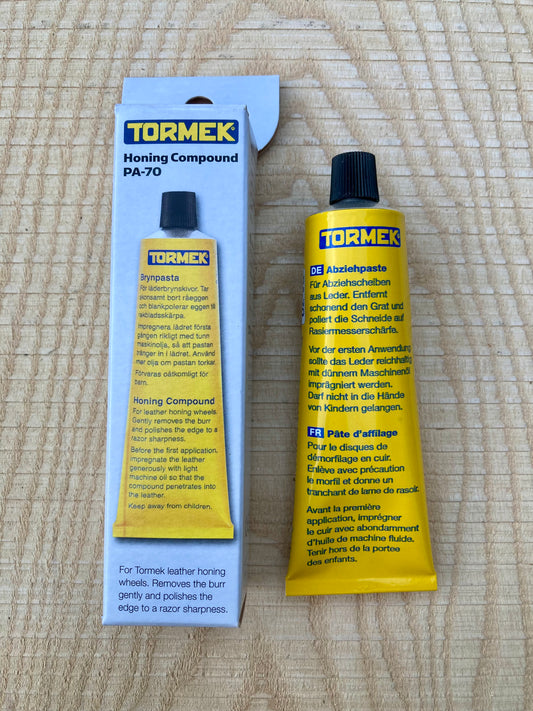 TORMEK®
Honing Compound
PA-70
TORMEK
Brynpasta
För läderbrynskivor. Tar
skonsamt bort råeggen
och blankpolerar eggen till
rakbladsskärpa.
Impregnera lädret första
gången rikligt med tunn
maskinolja, så att pastan
tränger in i lädret. Använd
mer olja om pastan torkar.
Förvaras oåtkomligt för
barn.
Honing Compound
For leather honing wheels.
Gently removes the burr
and polishes the edge to a
razor sharpness.
Before the first application,
impregnate the leather
generously with light
machine oil so that the
compound penetrates into
the leather.
Keep away from children.
For Tormek leather honing
wheels. Removes the burr
gently and polishes the
edge to a razor sharpness.
TORMEK
DE Abziehpaste
Für Abziehscheiben
aus Leder. Entfernt
schonend den Grat und
poliert die Schneide auf
Rasiermesserschärfe.
Vor der ersten Anwendung
sollte das Leder reichhaltig
mit dünnem Maschinenöl
imprägniert werden.
Darf nicht in die Hände
von Kindern gelangen.
FR Pâte d'affilage
Pour le disques de
démorfilage en cuir.
Enlève avec précaution
le morfil et donne un
tranchant de lame de rasoir.
Avant la première
application, imprégner
le cuir avec abondamment
d'huile de machine fluide.
Tenir hors de la portee
des enfants.